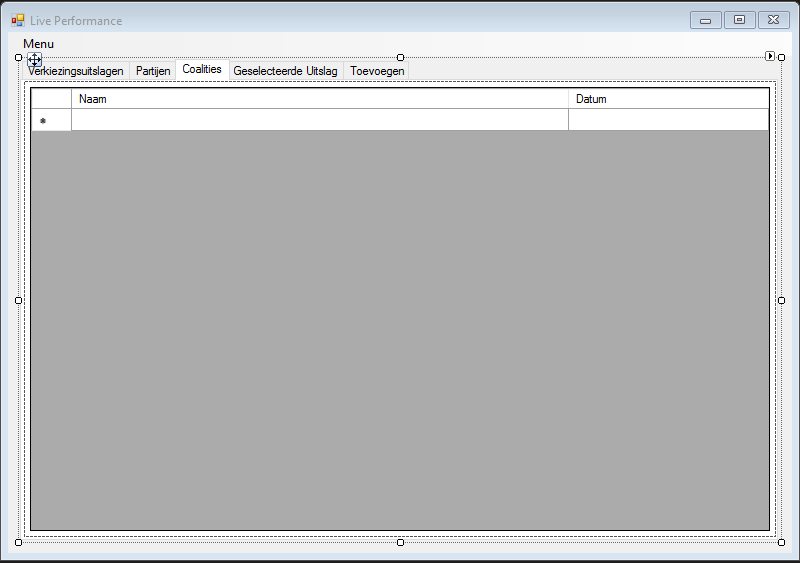 Live Performance
Menu
Verkiezingsuitslagen Partijen Coalities Geselecteerde Uitslag Toevoegen
Naam Datum